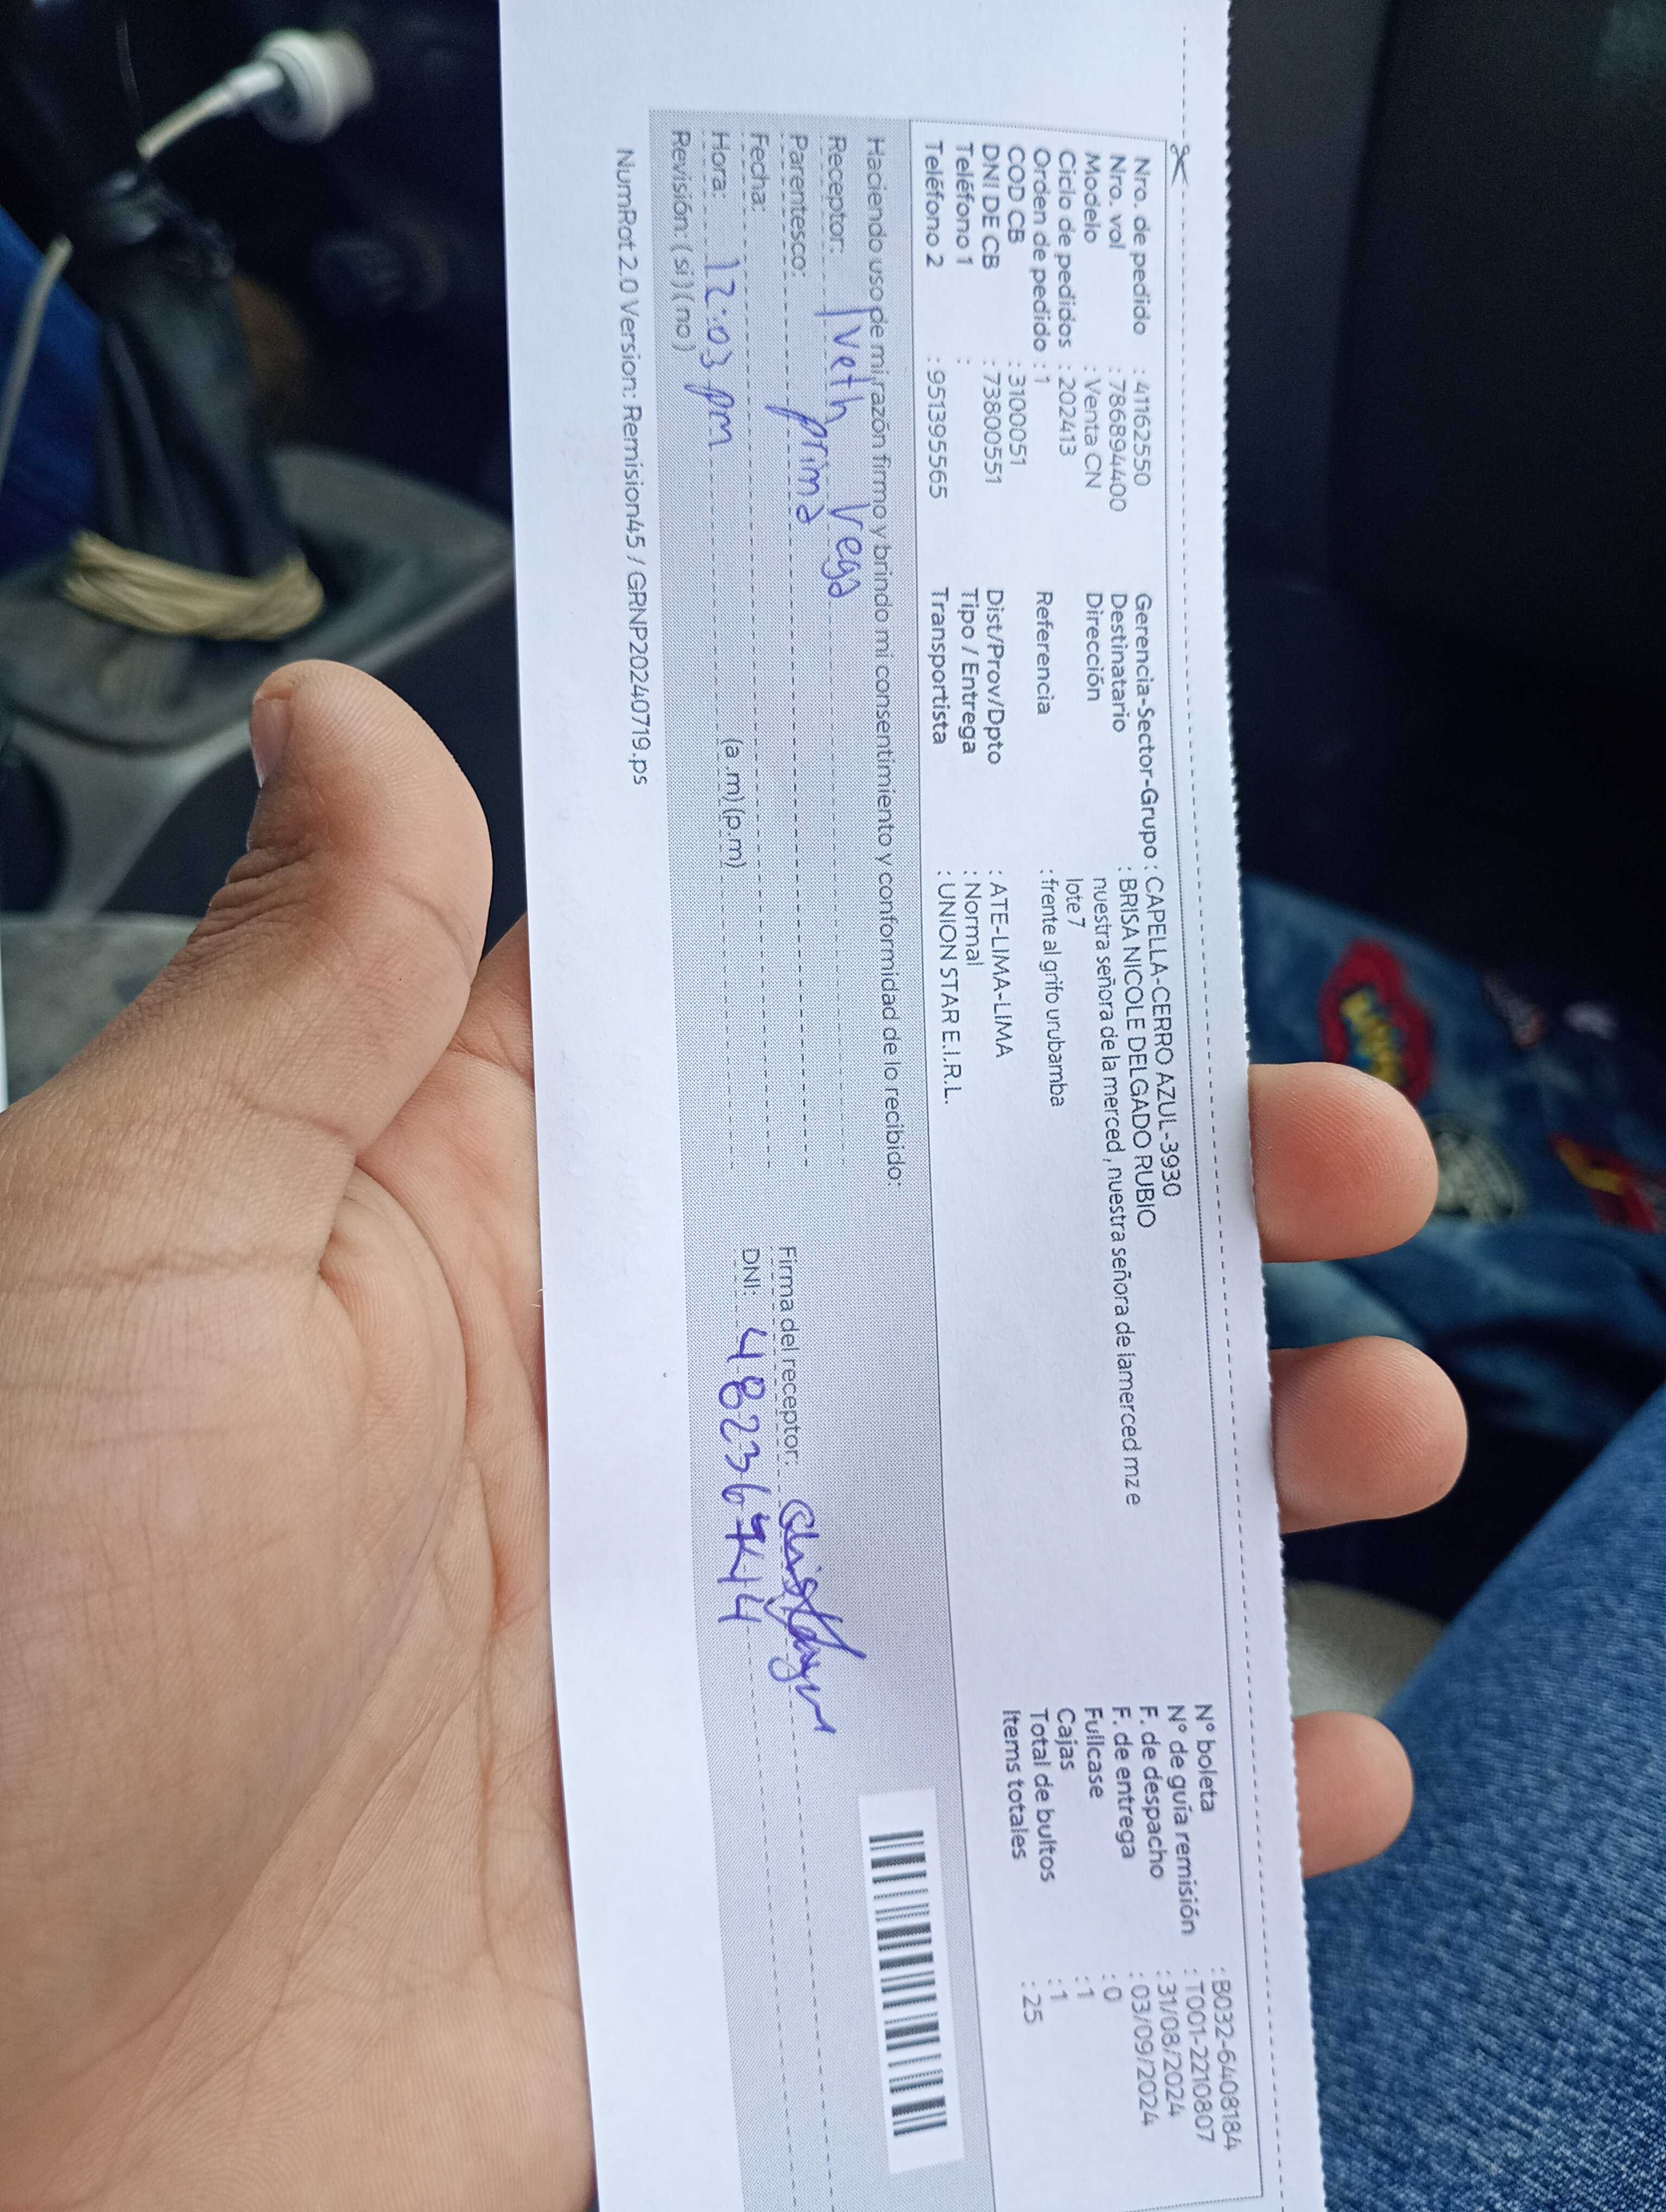 Nro. de pedido : 41162550
Nro. vol : 786894400
Modelo : Venta CN
Ciclo de pedidos : 202413
Orden de pedido : 1
COD CB : 3100051
DNI DE CB : 73800551
Teléfono 1 :
Teléfono 2 : 951395565
Gerencia-Sector-Grupo : CAPELLA-CERRO AZUL-3930
Destinatario : BRISA NICOLE DELGADO RUBIO
Dirección nuestra señora de la merced, nuestra señora de lamerced mz e
lote 7
Referencia : frente al grifo urubamba
Dist/Prov/Dpto : ATE-LIMA-LIMA
Tipo / Entrega : Normal
Transportista : UNION STAR E.I.R.L.
N° boleta : B032-6408184
N° de guía remisión : T001-2210807
F. de despacho : 31/08/2024
F. de entrega : 03/09/2024
Fullcase : 0
Cajas : 1
Total de bultos : 1
Items totales : 25
Haciendo uso de mi razón firmo y brindo mi consentimiento y conformidad de lo recibido:
Receptor: Iveth Vega
Parentesco: prima
Fecha:
Hora: 12:03 pm (a.m)(p.m)
Revisión: (si)(no)
Firma del receptor:
DNI:
NumRot 2.0 Version: Remision45 / GRNP20240719.ps